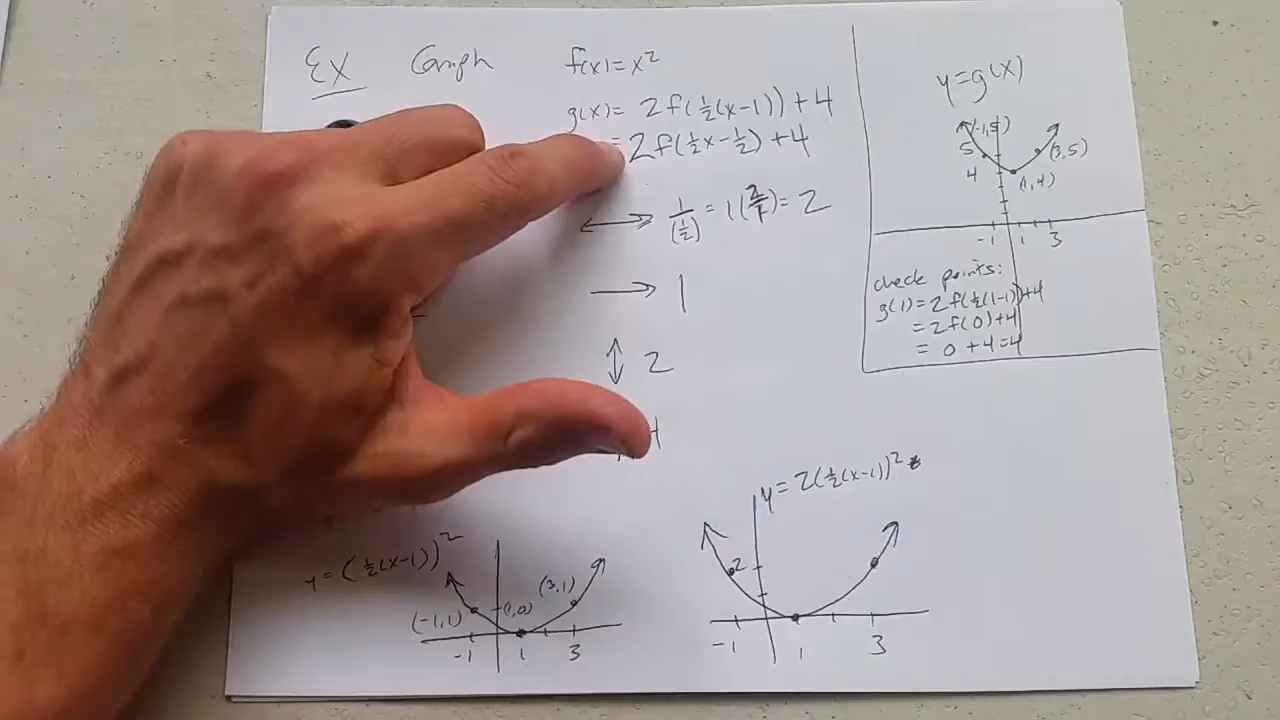 Ex Graph f(x)=x²
g(x)= 2f(½(x-1))+4
= 2f(½x-½)+4
↔ 1/(½) = 1(2/1) = 2
→ 1
↕ 2
4
y=(½(x-1))²
(-1,1) (1,0) (3,1)
-1 1 3
y= 2(½(x-1))²
2
-1 1 3
y=g(x)
(-1,5)
5 (3,5)
4 (1,4)
-1 1 3
check points:
g(1)=2f(½(1-1))+4
=2f(0)+4
= 0+4=4